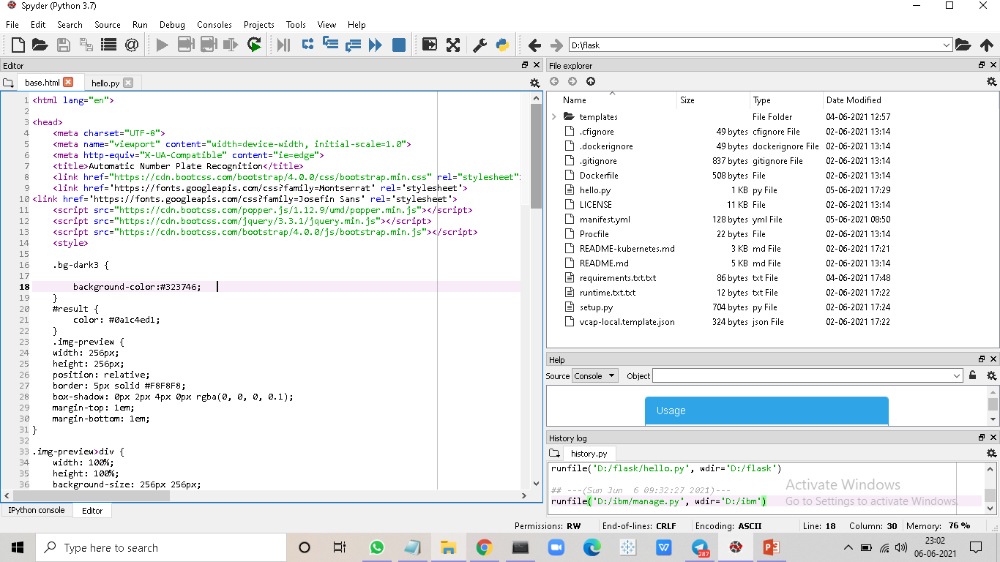 Spyder (Python 3.7)
File Edit Search Source Run Debug Consoles Projects Tools View Help
D:\flask
Editor
base.html hello.py
1 <html lang="en">
2
3 <head>
4 <meta charset="UTF-8">
5 <meta name="viewport" content="width=device-width, initial-scale=1.0">
6 <meta http-equiv="X-UA-Compatible" content="ie=edge">
7 <title>Automatic Number Plate Recognition</title>
8 <link href="https://cdn.bootcss.com/bootstrap/4.0.0/css/bootstrap.min.css" rel="stylesheet"
9 <link href='https://fonts.googleapis.com/css?family=Montserrat' rel='stylesheet'>
10 <link href='https://fonts.googleapis.com/css?family=Josefin Sans' rel='stylesheet'>
11 <script src="https://cdn.bootcss.com/popper.js/1.12.9/umd/popper.min.js"></script>
12 <script src="https://cdn.bootcss.com/jquery/3.3.1/jquery.min.js"></script>
13 <script src="https://cdn.bootcss.com/bootstrap/4.0.0/js/bootstrap.min.js"></script>
14 <style>
15
16 .bg-dark3 {
17
18 background-color:#323746;
19 }
20 #result {
21 color: #0a1c4ed1;
22 }
23 .img-preview {
24 width: 256px;
25 height: 256px;
26 position: relative;
27 border: 5px solid #F8F8F8;
28 box-shadow: 0px 2px 4px 0px rgba(0, 0, 0, 0.1);
29 margin-top: 1em;
30 margin-bottom: 1em;
31 }
32
33 .img-preview>div {
34 width: 100%;
35 height: 100%;
36 background-size: 256px 256px;
IPython console Editor
File explorer
Name Size Type Date Modified
templates File Folder 04-06-2021 12:57
.cfignore 49 bytes cfignore File 02-06-2021 13:14
.dockerignore 49 bytes dockerignore File 02-06-2021 13:14
.gitignore 837 bytes gitignore File 02-06-2021 13:14
Dockerfile 508 bytes File 02-06-2021 13:14
hello.py 1 KB py File 05-06-2021 17:29
LICENSE 11 KB File 02-06-2021 13:14
manifest.yml 128 bytes yml File 05-06-2021 08:50
Procfile 22 bytes File 02-06-2021 13:14
README-kubernetes.md 3 KB md File 02-06-2021 17:21
README.md 5 KB md File 02-06-2021 13:14
requirements.txt.txt 86 bytes txt File 04-06-2021 17:48
runtime.txt.txt 12 bytes txt File 02-06-2021 17:22
setup.py 704 bytes py File 02-06-2021 17:24
vcap-local.template.json 324 bytes json File 02-06-2021 17:22
Help
Source Console Object
Usage
History log
history.py
runfile('D:/flask/hello.py', wdir='D:/flask')
## ---(Sun Jun  6 09:32:27 2021)---
runfile('D:/ibm/manage.py', wdir='D:/ibm')
Activate Windows
Go to Settings to activate Windows.
Permissions: RW End-of-lines: CRLF Encoding: ASCII Line: 18 Column: 30 Memory: 76 %
Type here to search
287
23:02
06-06-2021